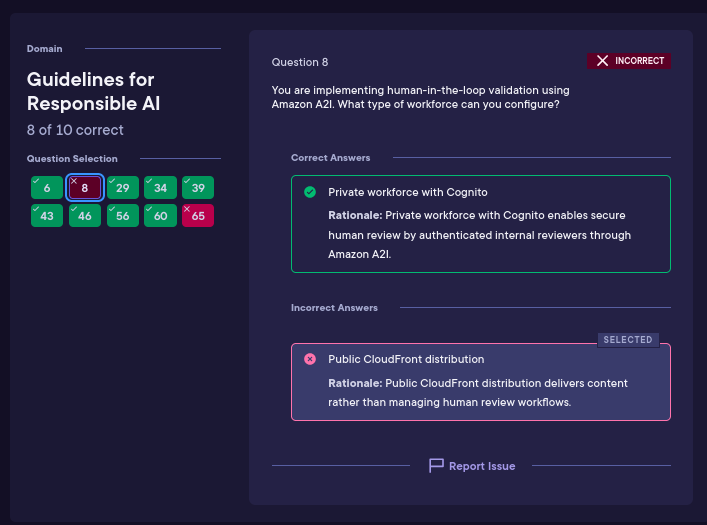 Domain
Guidelines for
Responsible AI
8 of 10 correct
Question Selection
6 8 29 34 39
43 46 56 60 65
Question 8
INCORRECT
You are implementing human-in-the-loop validation using
Amazon A2I. What type of workforce can you configure?
Correct Answers
Private workforce with Cognito
Rationale: Private workforce with Cognito enables secure
human review by authenticated internal reviewers through
Amazon A2I.
Incorrect Answers
SELECTED
Public CloudFront distribution
Rationale: Public CloudFront distribution delivers content
rather than managing human review workflows.
Report Issue